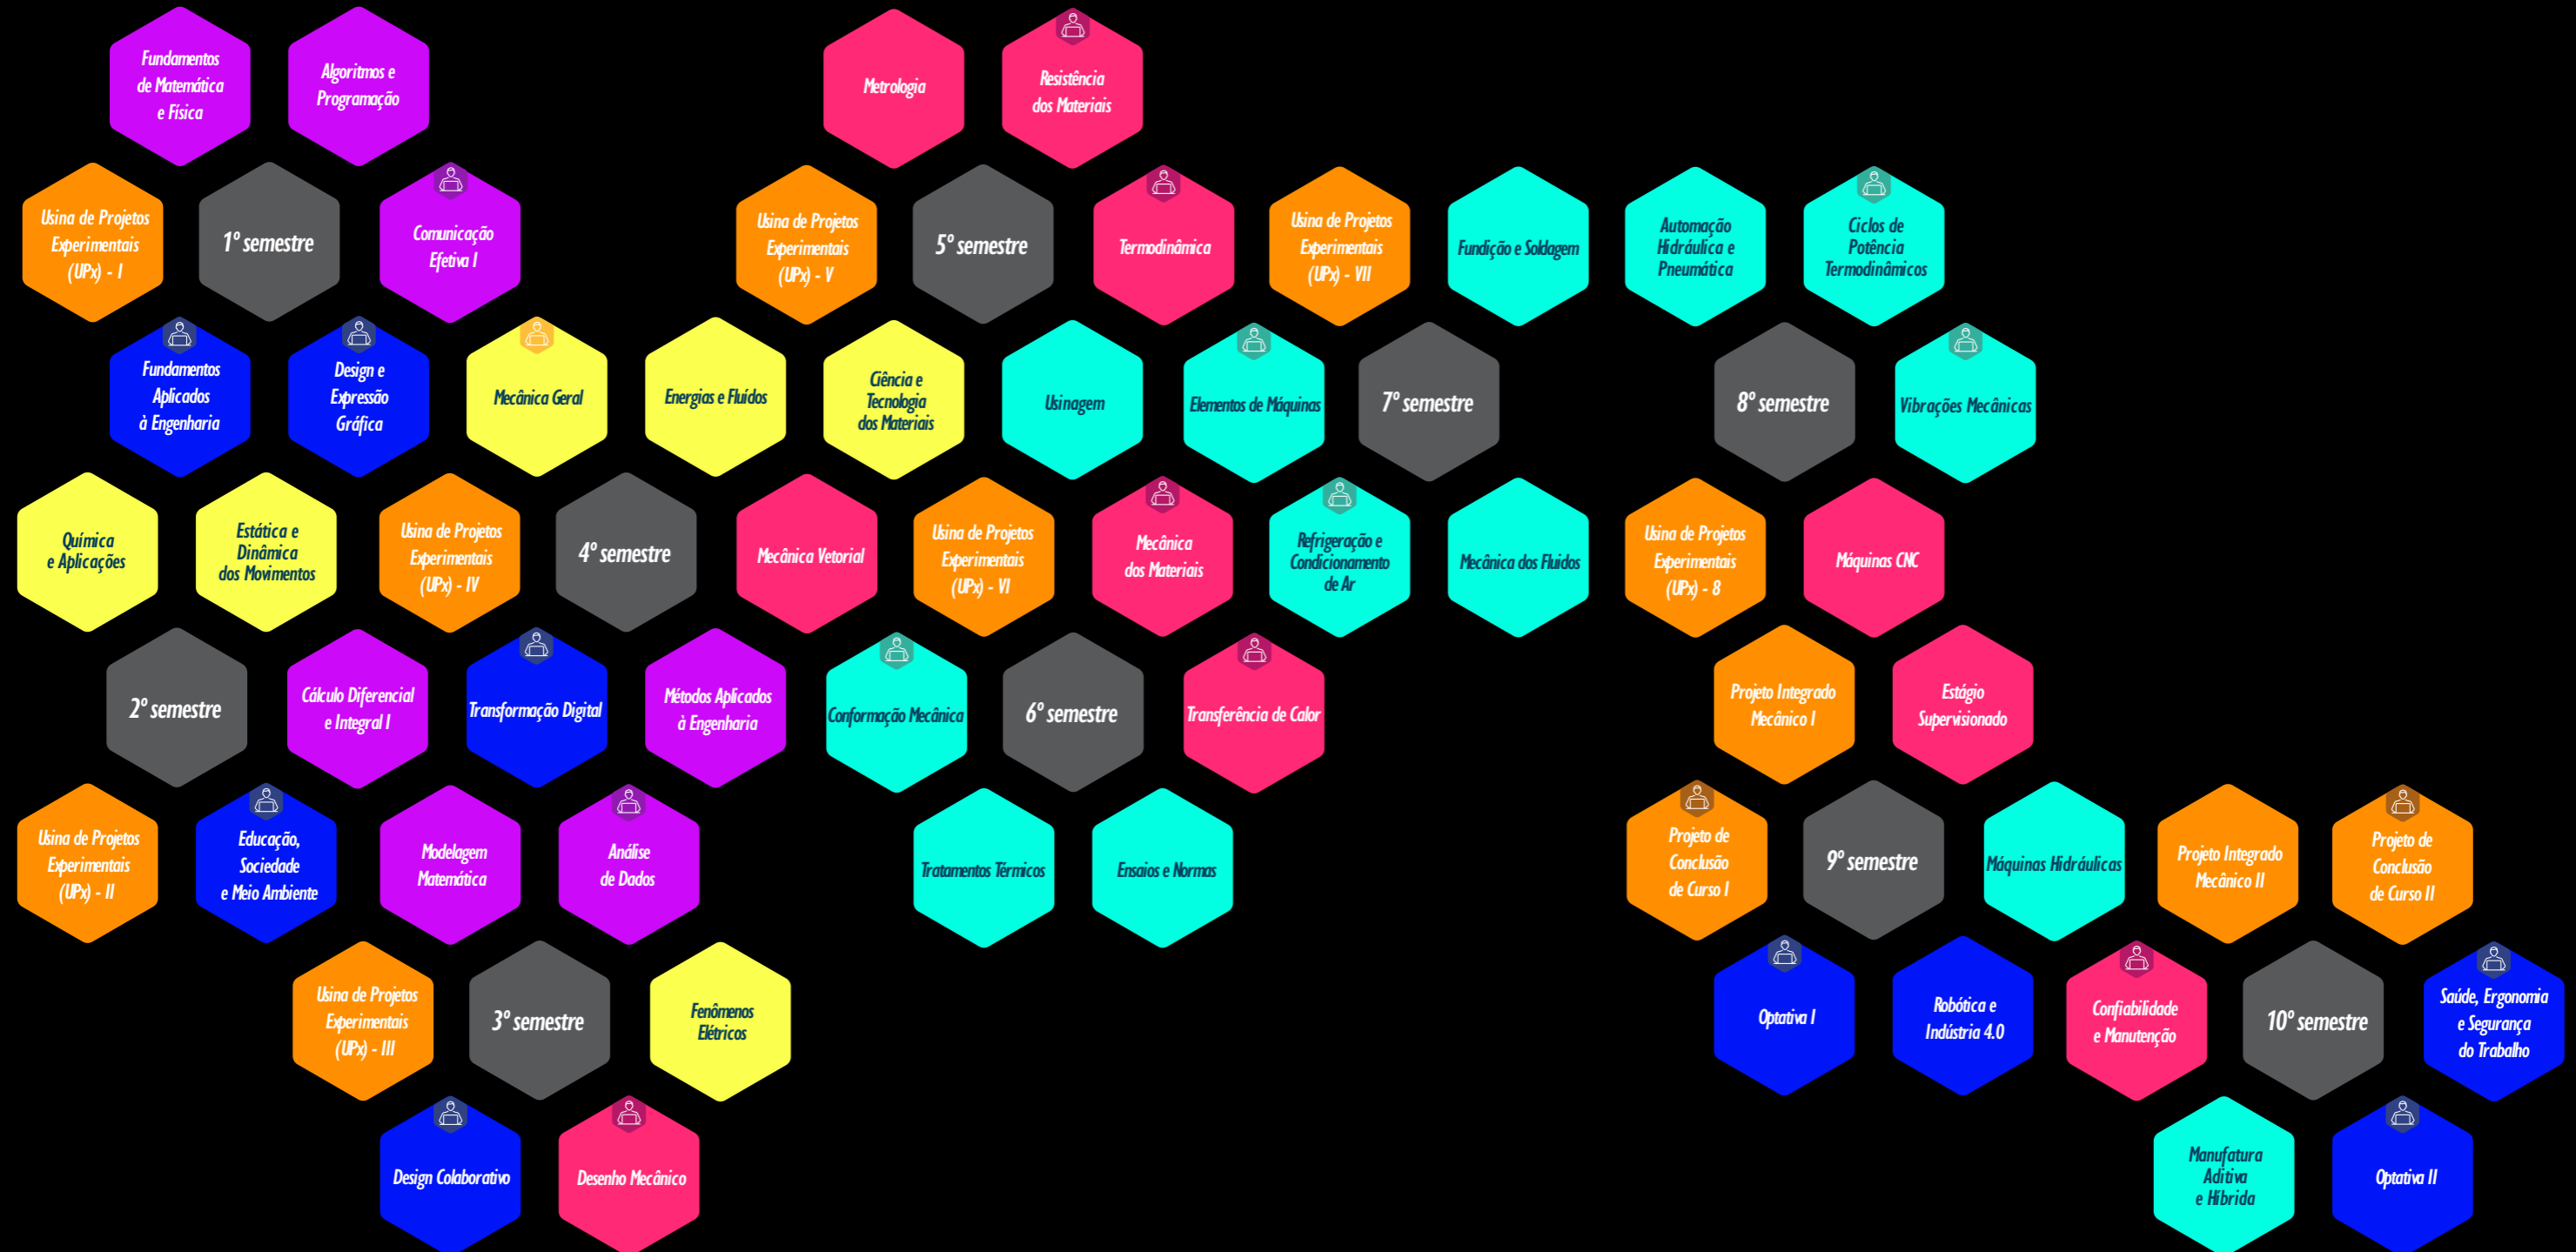 Fundamentos
de Matemática
e Física
Algoritmos e
Programação
Metrologia
Resistência
dos Materiais
Usina de Projetos
Experimentais
(UPx) - I
1º semestre
Comunicação
Efetiva I
Usina de Projetos
Experimentais
(UPx) - V
5º semestre
Termodinâmica
Usina de Projetos
Experimentais
(UPx) - VII
Fundição e Soldagem
Automação
Hidráulica e
Pneumática
Ciclos de
Potência
Termodinâmicos
Fundamentos
Aplicados
à Engenharia
Design e
Expressão
Gráfica
Mecânica Geral
Energias e Fluídos
Ciência e
Tecnologia
dos Materiais
Usinagem
Elementos de Máquinas
7º semestre
8º semestre
Vibrações Mecânicas
Química
e Aplicações
Estática e
Dinâmica
dos Movimentos
Usina de Projetos
Experimentais
(UPx) - IV
4º semestre
Mecânica Vetorial
Usina de Projetos
Experimentais
(UPx) - VI
Mecânica
dos Materiais
Refrigeração e
Condicionamento
de Ar
Mecânica dos Fluidos
Usina de Projetos
Experimentais
(UPx) - 8
Máquinas CNC
2º semestre
Cálculo Diferencial
e Integral I
Transformação Digital
Métodos Aplicados
à Engenharia
Conformação Mecânica
6º semestre
Transferência de Calor
Projeto Integrado
Mecânico I
Estágio
Supervisionado
Usina de Projetos
Experimentais
(UPx) - II
Educação,
Sociedade
e Meio Ambiente
Modelagem
Matemática
Análise
de Dados
Tratamentos Térmicos
Ensaios e Normas
Projeto de
Conclusão
de Curso I
9º semestre
Máquinas Hidráulicas
Projeto Integrado
Mecânico II
Projeto de
Conclusão
de Curso II
Usina de Projetos
Experimentais
(UPx) - III
3º semestre
Fenômenos
Elétricos
Optativa I
Robótica e
Indústria 4.0
Confiabilidade
e Manutenção
10º semestre
Saúde, Ergonomia
e Segurança
do Trabalho
Design Colaborativo
Desenho Mecânico
Manufatura
Aditiva
e Híbrida
Optativa II